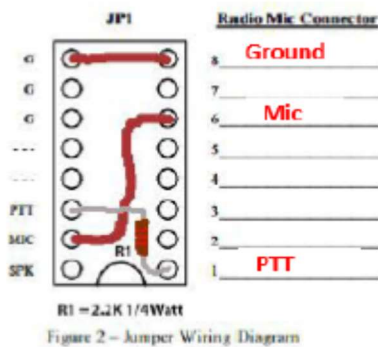 JP1
Radio Mic Connector
G
8 Ground
G
7
G
6 Mic
---
5
---
4
PTT
3
MIC
2
R1
SPK
1 PTT
R1 = 2.2K 1/4Watt
Figure 2 – Jumper Wiring Diagram